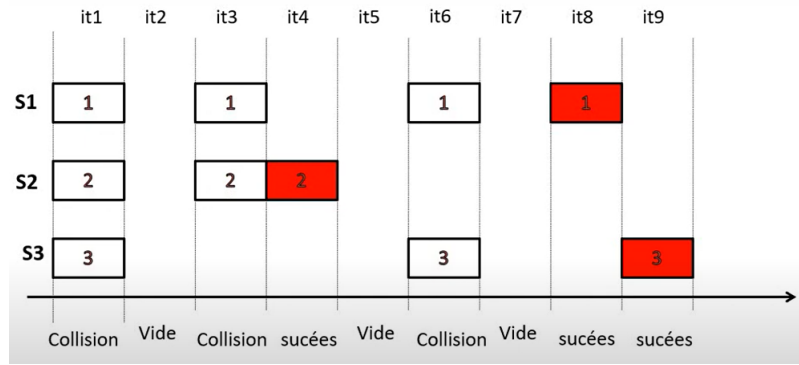 it1 it2 it3 it4 it5 it6 it7 it8 it9
S1 1 1 1 1
S2 2 2 2
S3 3 3 3
Collision Vide Collision sucées Vide Collision Vide sucées sucées